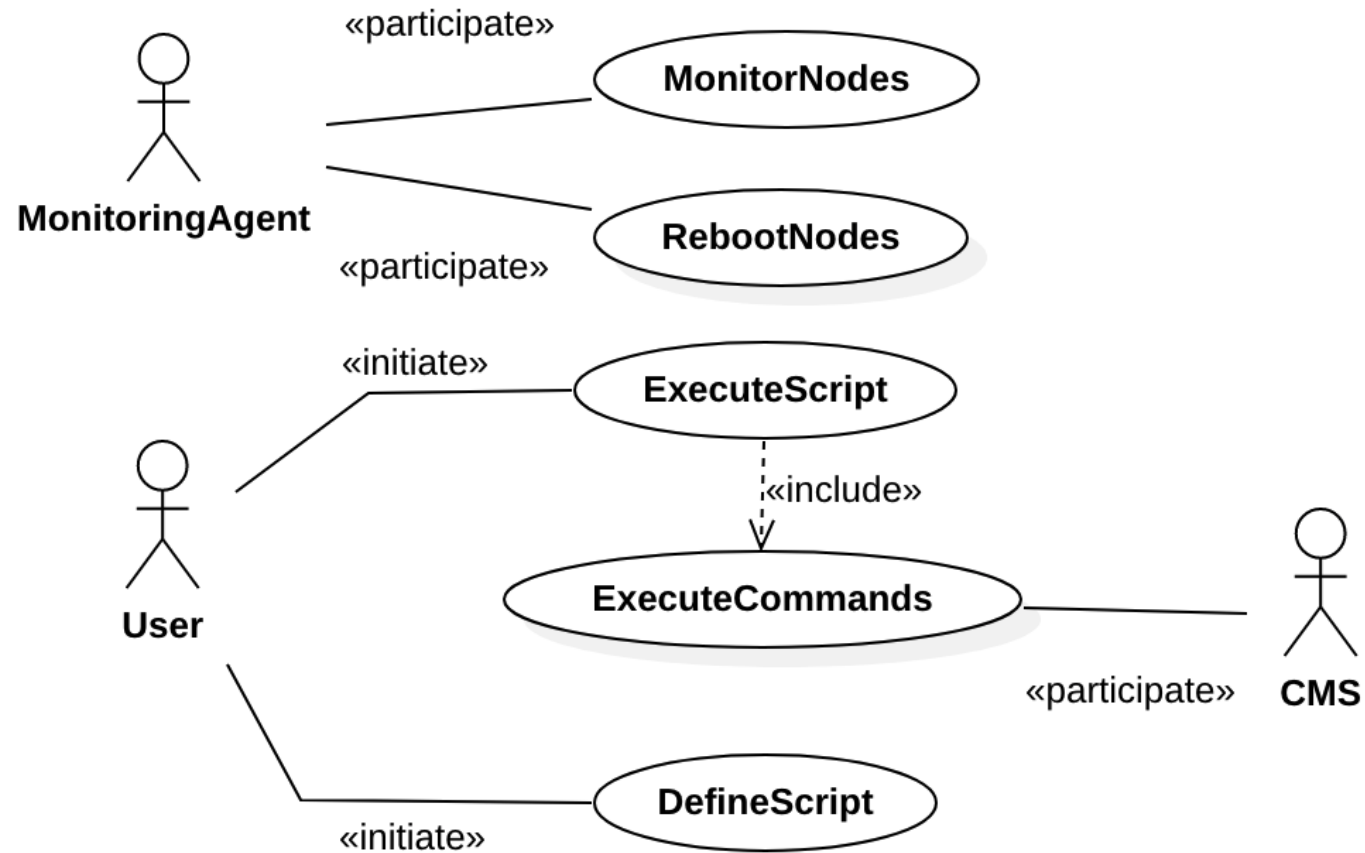 «participate»
MonitorNodes
MonitoringAgent
RebootNodes
«participate»
«initiate»
ExecuteScript
«include»
User
ExecuteCommands
«participate»
CMS
DefineScript
«initiate»